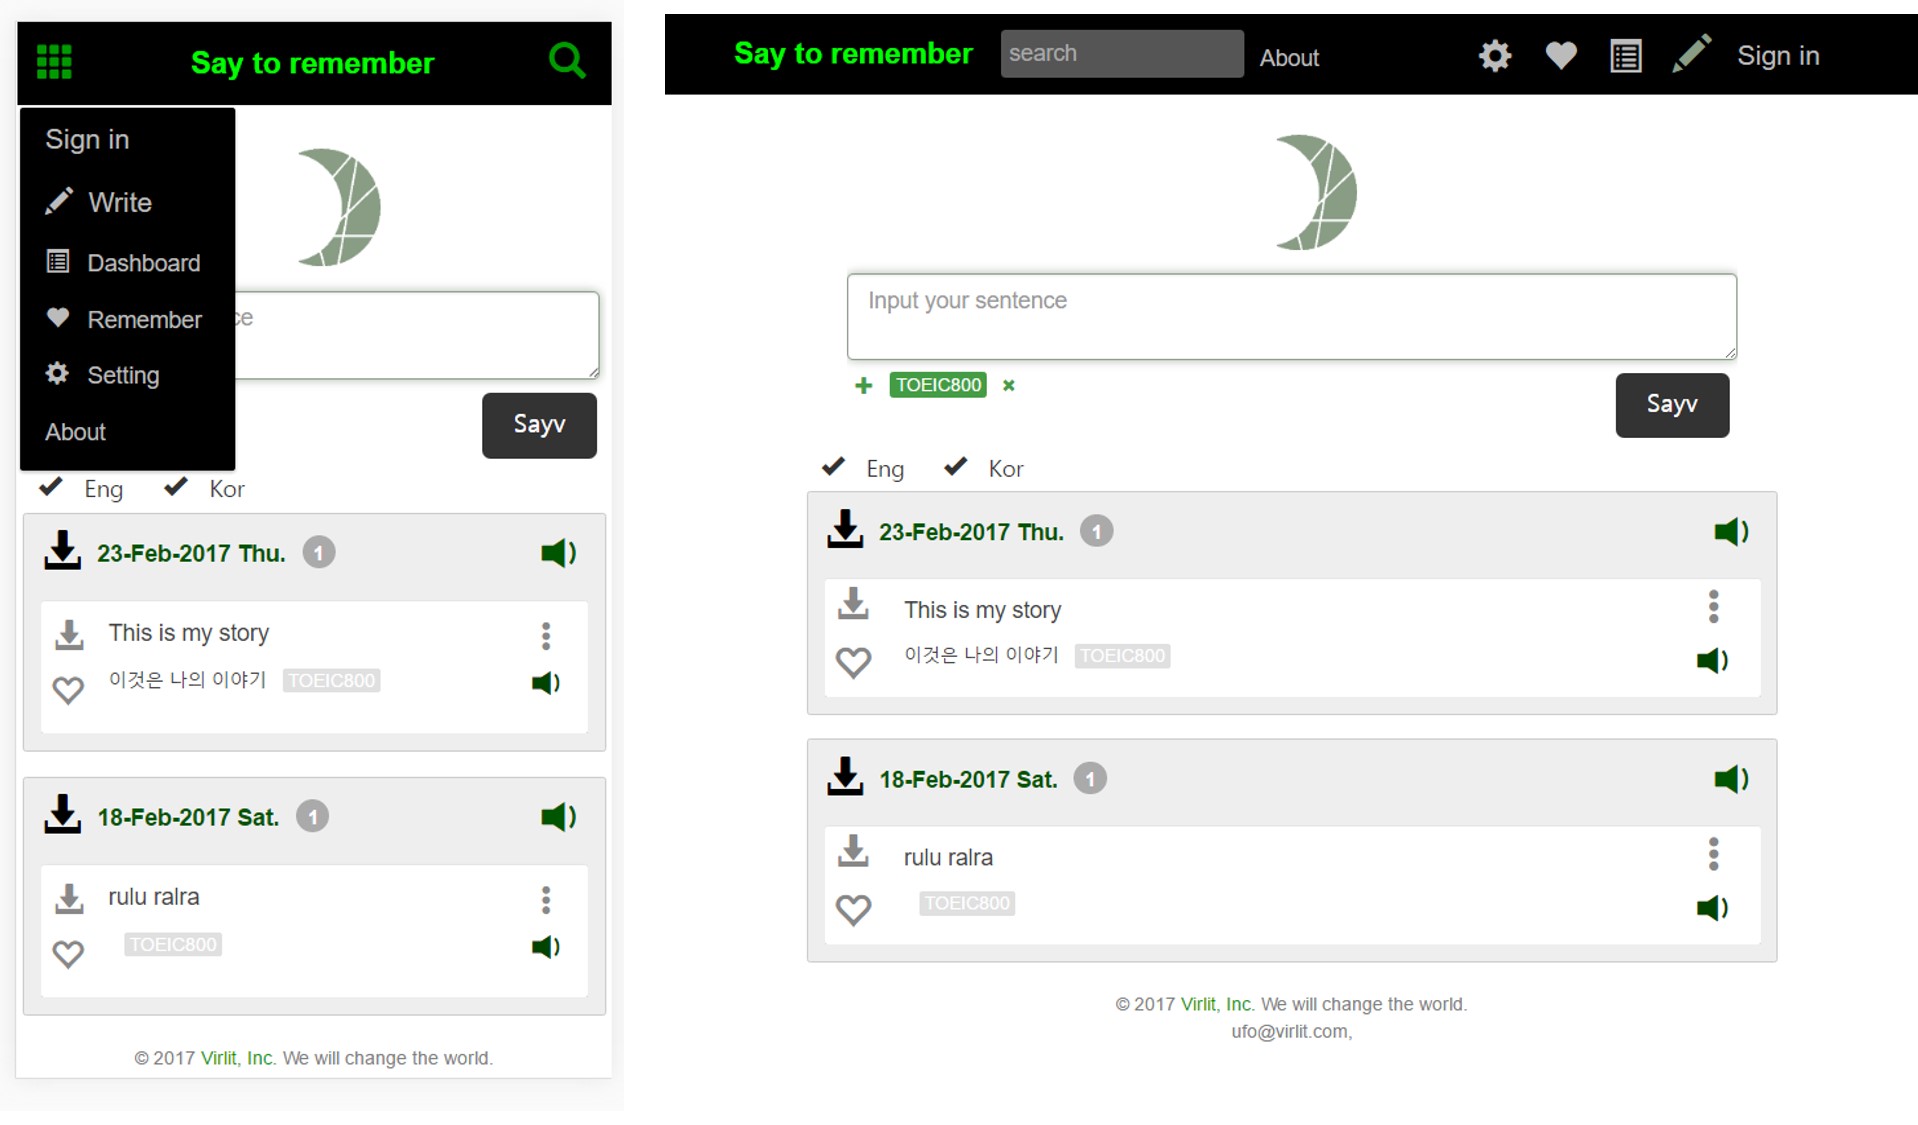 Say to remember
Sign in
Write
Dashboard
Remember
Setting
About
ce
Sayv
Eng Kor
23-Feb-2017 Thu. 1
This is my story
이것은 나의 이야기 TOEIC800
18-Feb-2017 Sat. 1
rulu ralra
TOEIC800
© 2017 Virlit, Inc. We will change the world.
Say to remember search About Sign in
Input your sentence
TOEIC800
Sayv
Eng Kor
23-Feb-2017 Thu. 1
This is my story
이것은 나의 이야기 TOEIC800
18-Feb-2017 Sat. 1
rulu ralra
TOEIC800
© 2017 Virlit, Inc. We will change the world.
ufo@virlit.com,